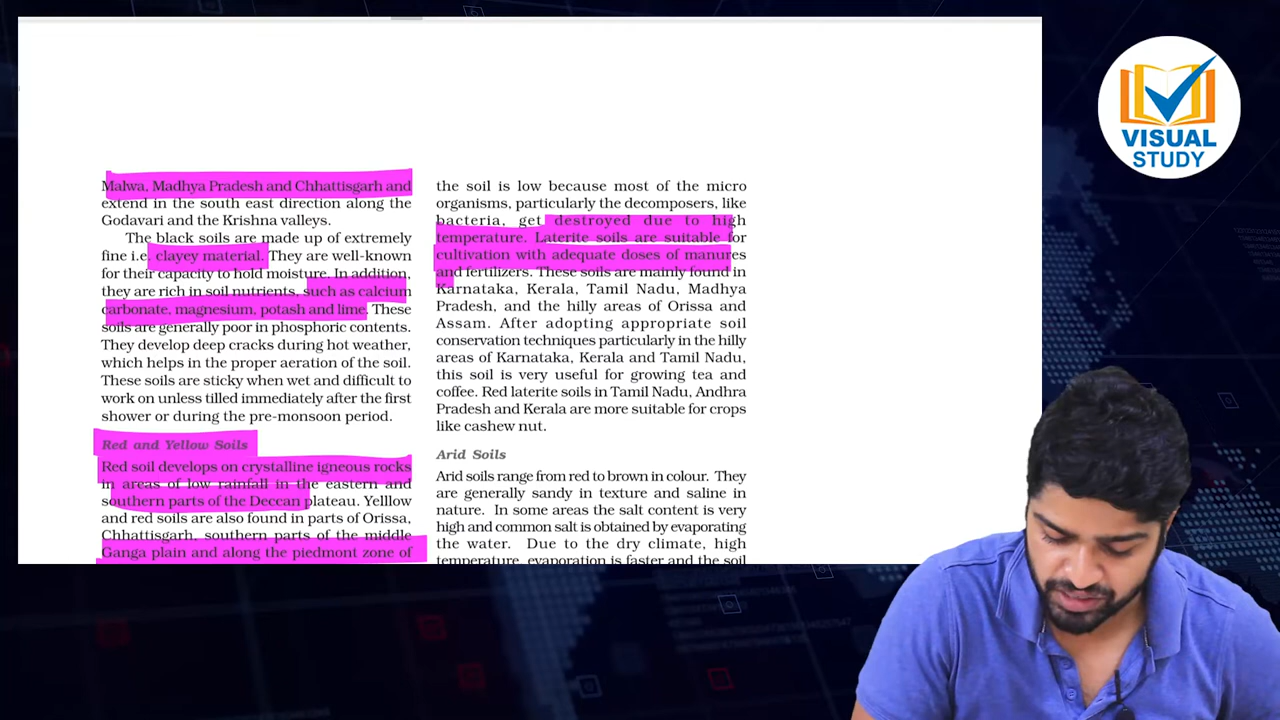 Malwa, Madhya Pradesh and Chhattisgarh and
extend in the south east direction along the
Godavari and the Krishna valleys.
The black soils are made up of extremely
fine i.e. clayey material. They are well-known
for their capacity to hold moisture. In addition,
they are rich in soil nutrients, such as calcium
carbonate, magnesium, potash and lime. These
soils are generally poor in phosphoric contents.
They develop deep cracks during hot weather,
which helps in the proper aeration of the soil.
These soils are sticky when wet and difficult to
work on unless tilled immediately after the first
shower or during the pre-monsoon period.
Red and Yellow Soils
Red soil develops on crystalline igneous rocks
in areas of low rainfall in the eastern and
southern parts of the Deccan plateau. Yelllow
and red soils are also found in parts of Orissa,
Chhattisgarh, southern parts of the middle
Ganga plain and along the piedmont zone of
the soil is low because most of the micro
organisms, particularly the decomposers, like
bacteria, get destroyed due to high
temperature. Laterite soils are suitable for
cultivation with adequate doses of manures
and fertilizers. These soils are mainly found in
Karnataka, Kerala, Tamil Nadu, Madhya
Pradesh, and the hilly areas of Orissa and
Assam. After adopting appropriate soil
conservation techniques particularly in the hilly
areas of Karnataka, Kerala and Tamil Nadu,
this soil is very useful for growing tea and
coffee. Red laterite soils in Tamil Nadu, Andhra
Pradesh and Kerala are more suitable for crops
like cashew nut.
Arid Soils
Arid soils range from red to brown in colour. They
are generally sandy in texture and saline in
nature. In some areas the salt content is very
high and common salt is obtained by evaporating
the water. Due to the dry climate, high
temperature, evaporation is faster and the soil
VISUAL
STUDY